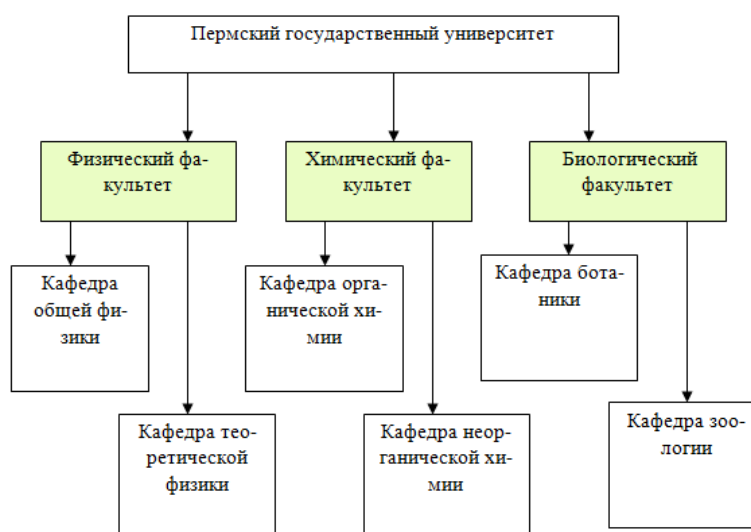 Пермский государственный университет
Физический фа-
культет
Химический фа-
культет
Биологический
факультет
Кафедра
общей фи-
зики
Кафедра орга-
нической хи-
мии
Кафедра бота-
ники
Кафедра тео-
ретической
физики
Кафедра неор-
ганической хи-
мии
Кафедра зоо-
логии